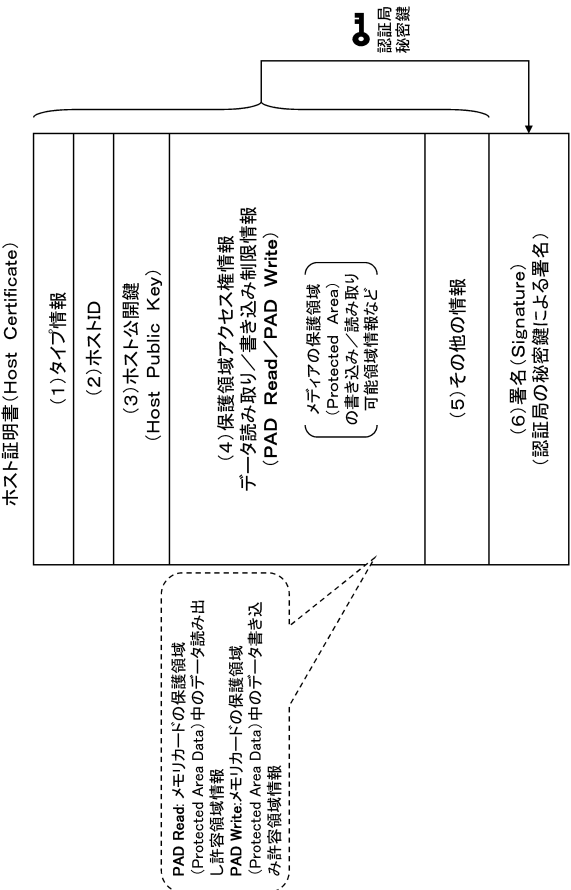 ホスト証明書(Host Certificate)
(1)タイプ情報
(2)ホストID
(3)ホスト公開鍵
(Host Public Key)
(4)保護領域アクセス権情報
データ読み取り/書き込み制限情報
(PAD Read/PAD Write)
メディアの保護領域
(Protected Area)
の書き込み/読み取り
可能領域情報など
(5)その他の情報
(6)署名(Signature)
(認証局の秘密鍵による署名)
認証局
秘密鍵
PAD Read:メモリカードの保護領域
(Protected Area Data)中のデータ読み出
し許容領域情報
PAD Write:メモリカードの保護領域
(Protected Area Data)中のデータ書き込
み許容領域情報